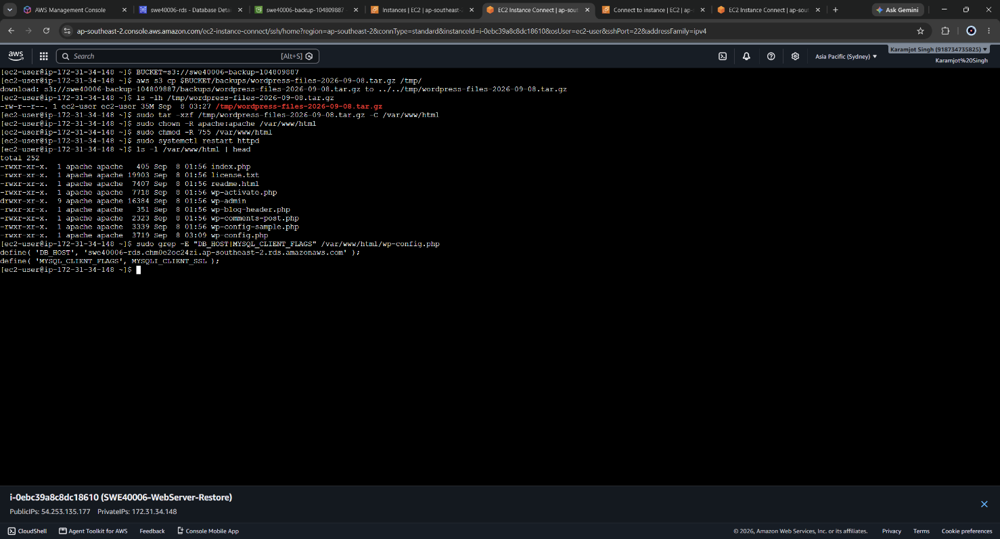 AWS Management Console
swe40006-rds - Database Deta
swe40006-backup-104809887 -
Instances | EC2 | ap-southeast-
EC2 Instance Connect | ap-sout
Connect to instance | EC2 | ap-
EC2 Instance Connect | ap-sout
Ask Gemini
ap-southeast-2.console.aws.amazon.com/ec2-instance-connect/ssh/home?region=ap-southeast-2&connType=standard&instanceId=i-0ebc39a8c8dc18610&osUser=ec2-user&sshPort=22&addressFamily=ipv4
aws
Search
[Alt+S]
Asia Pacific (Sydney) ▼
Karamjot Singh (918734735825) ▼
Karamjot%20Singh
[ec2-user@ip-172-31-34-148 ~]$ BUCKET=s3://swe40006-backup-104809887
[ec2-user@ip-172-31-34-148 ~]$ aws s3 cp $BUCKET/backups/wordpress-files-2026-09-08.tar.gz /tmp/
download: s3://swe40006-backup-104809887/backups/wordpress-files-2026-09-08.tar.gz to ../../tmp/wordpress-files-2026-09-08.tar.gz
[ec2-user@ip-172-31-34-148 ~]$ ls -lh /tmp/wordpress-files-2026-09-08.tar.gz
-rw-r--r--. 1 ec2-user ec2-user 35M Sep  8 03:27 /tmp/wordpress-files-2026-09-08.tar.gz
[ec2-user@ip-172-31-34-148 ~]$ sudo tar -xzf /tmp/wordpress-files-2026-09-08.tar.gz -C /var/www/html
[ec2-user@ip-172-31-34-148 ~]$ sudo chown -R apache:apache /var/www/html
[ec2-user@ip-172-31-34-148 ~]$ sudo chmod -R 755 /var/www/html
[ec2-user@ip-172-31-34-148 ~]$ sudo systemctl restart httpd
[ec2-user@ip-172-31-34-148 ~]$ ls -l /var/www/html | head
total 252
-rwxr-xr-x.  1 apache apache   405 Sep  8 01:56 index.php
-rwxr-xr-x.  1 apache apache 19903 Sep  8 01:56 license.txt
-rwxr-xr-x.  1 apache apache  7407 Sep  8 01:56 readme.html
-rwxr-xr-x.  1 apache apache  7718 Sep  8 01:56 wp-activate.php
drwxr-xr-x.  9 apache apache 16384 Sep  8 01:56 wp-admin
-rwxr-xr-x.  1 apache apache   351 Sep  8 01:56 wp-blog-header.php
-rwxr-xr-x.  1 apache apache  2323 Sep  8 01:56 wp-comments-post.php
-rwxr-xr-x.  1 apache apache  3339 Sep  8 01:56 wp-config-sample.php
-rwxr-xr-x.  1 apache apache  3719 Sep  8 03:09 wp-config.php
[ec2-user@ip-172-31-34-148 ~]$ sudo grep -E "DB_HOST|MYSQL_CLIENT_FLAGS" /var/www/html/wp-config.php
define( 'DB_HOST', 'swe40006-rds.chm0e2oc24zi.ap-southeast-2.rds.amazonaws.com' );
define( 'MYSQL_CLIENT_FLAGS', MYSQLI_CLIENT_SSL );
[ec2-user@ip-172-31-34-148 ~]$
i-0ebc39a8c8dc18610 (SWE40006-WebServer-Restore)
PublicIPs: 54.253.135.177    PrivateIPs: 172.31.34.148
CloudShell    Agent Toolkit for AWS    Feedback    Console Mobile App    © 2026, Amazon Web Services, Inc. or its affiliates.    Privacy    Terms    Cookie preferences